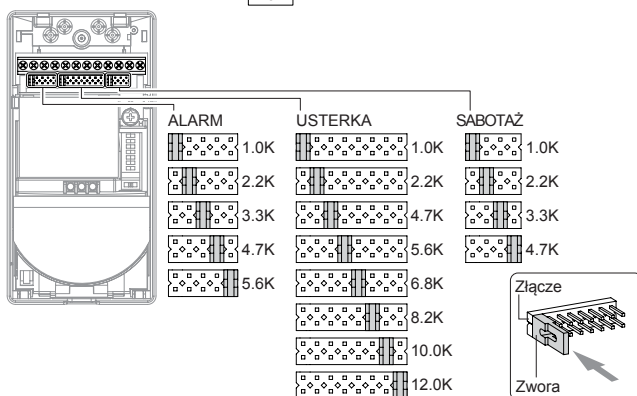 ALARM
1.0K
2.2K
3.3K
4.7K
5.6K
USTERKA
1.0K
2.2K
4.7K
5.6K
6.8K
8.2K
10.0K
12.0K
SABOTAŻ
1.0K
2.2K
3.3K
4.7K
Złącze
Zwora